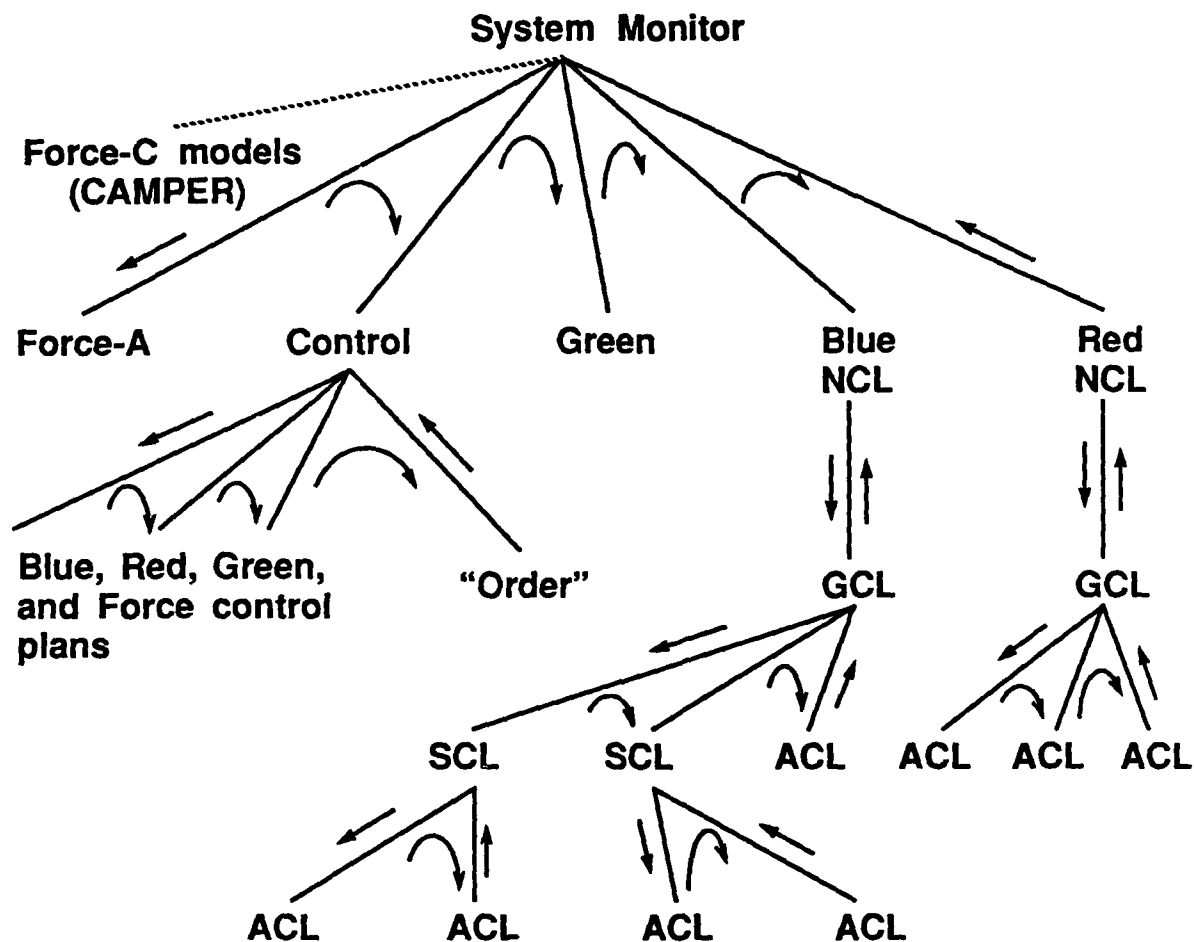 System Monitor
Force-C models
(CAMPER)
Force-A
Control
Green
Blue
NCL
Red
NCL
Blue, Red, Green,
and Force control
plans
“Order”
GCL
GCL
SCL
SCL
ACL
ACL
ACL
ACL
ACL
ACL
ACL
ACL